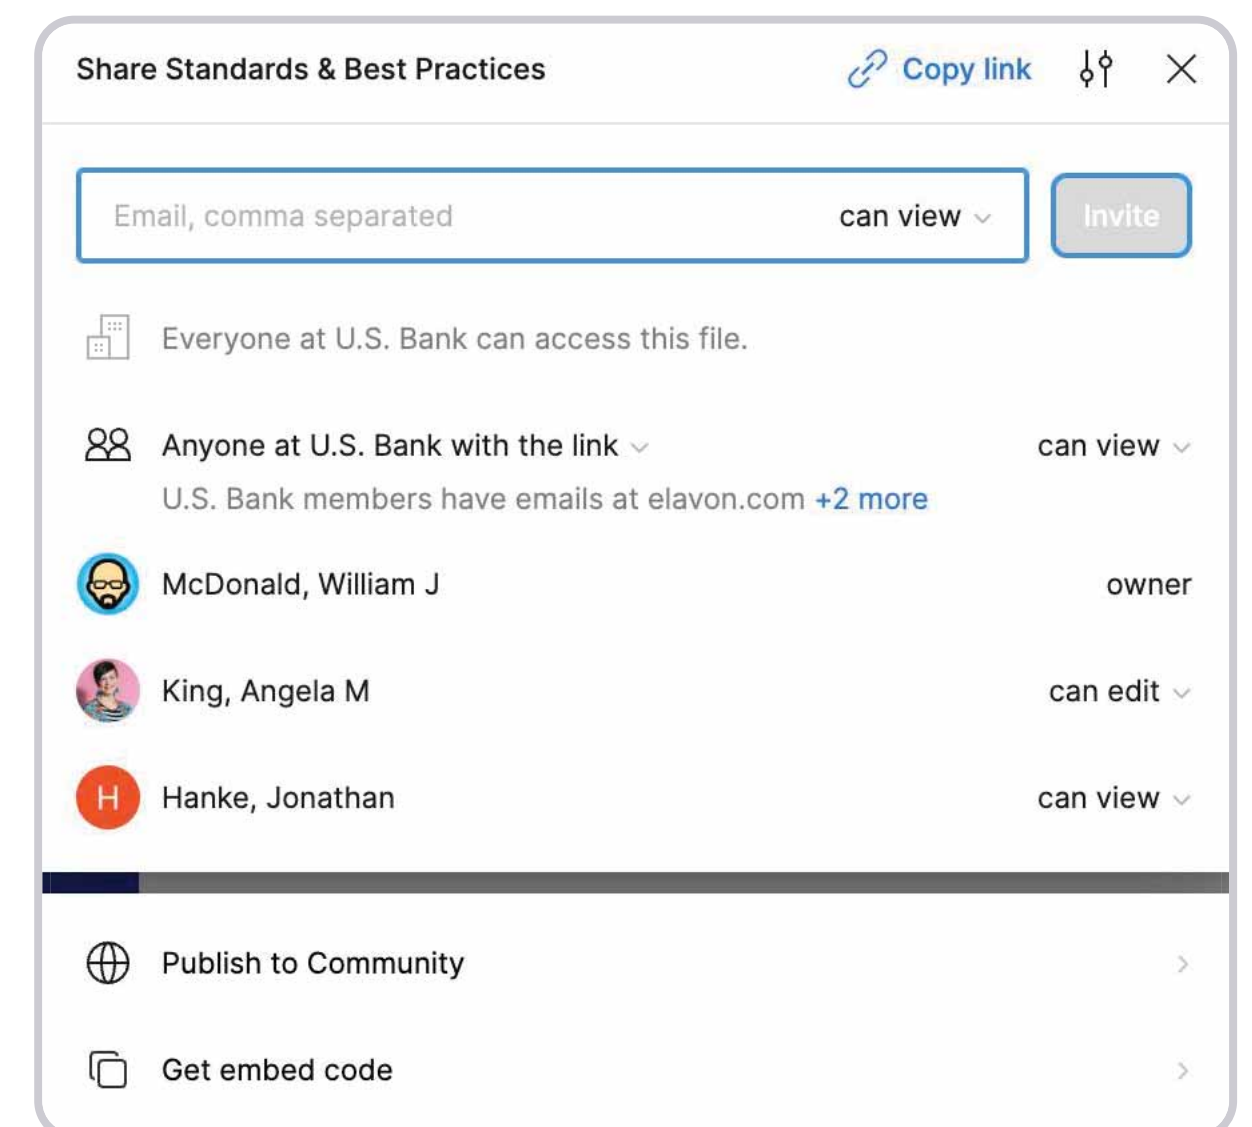 Share Standards & Best Practices Copy link
Email, comma separated can view Invite
Everyone at U.S. Bank can access this file.
Anyone at U.S. Bank with the link can view
U.S. Bank members have emails at elavon.com +2 more
McDonald, William J owner
King, Angela M can edit
H Hanke, Jonathan can view
Publish to Community
Get embed code